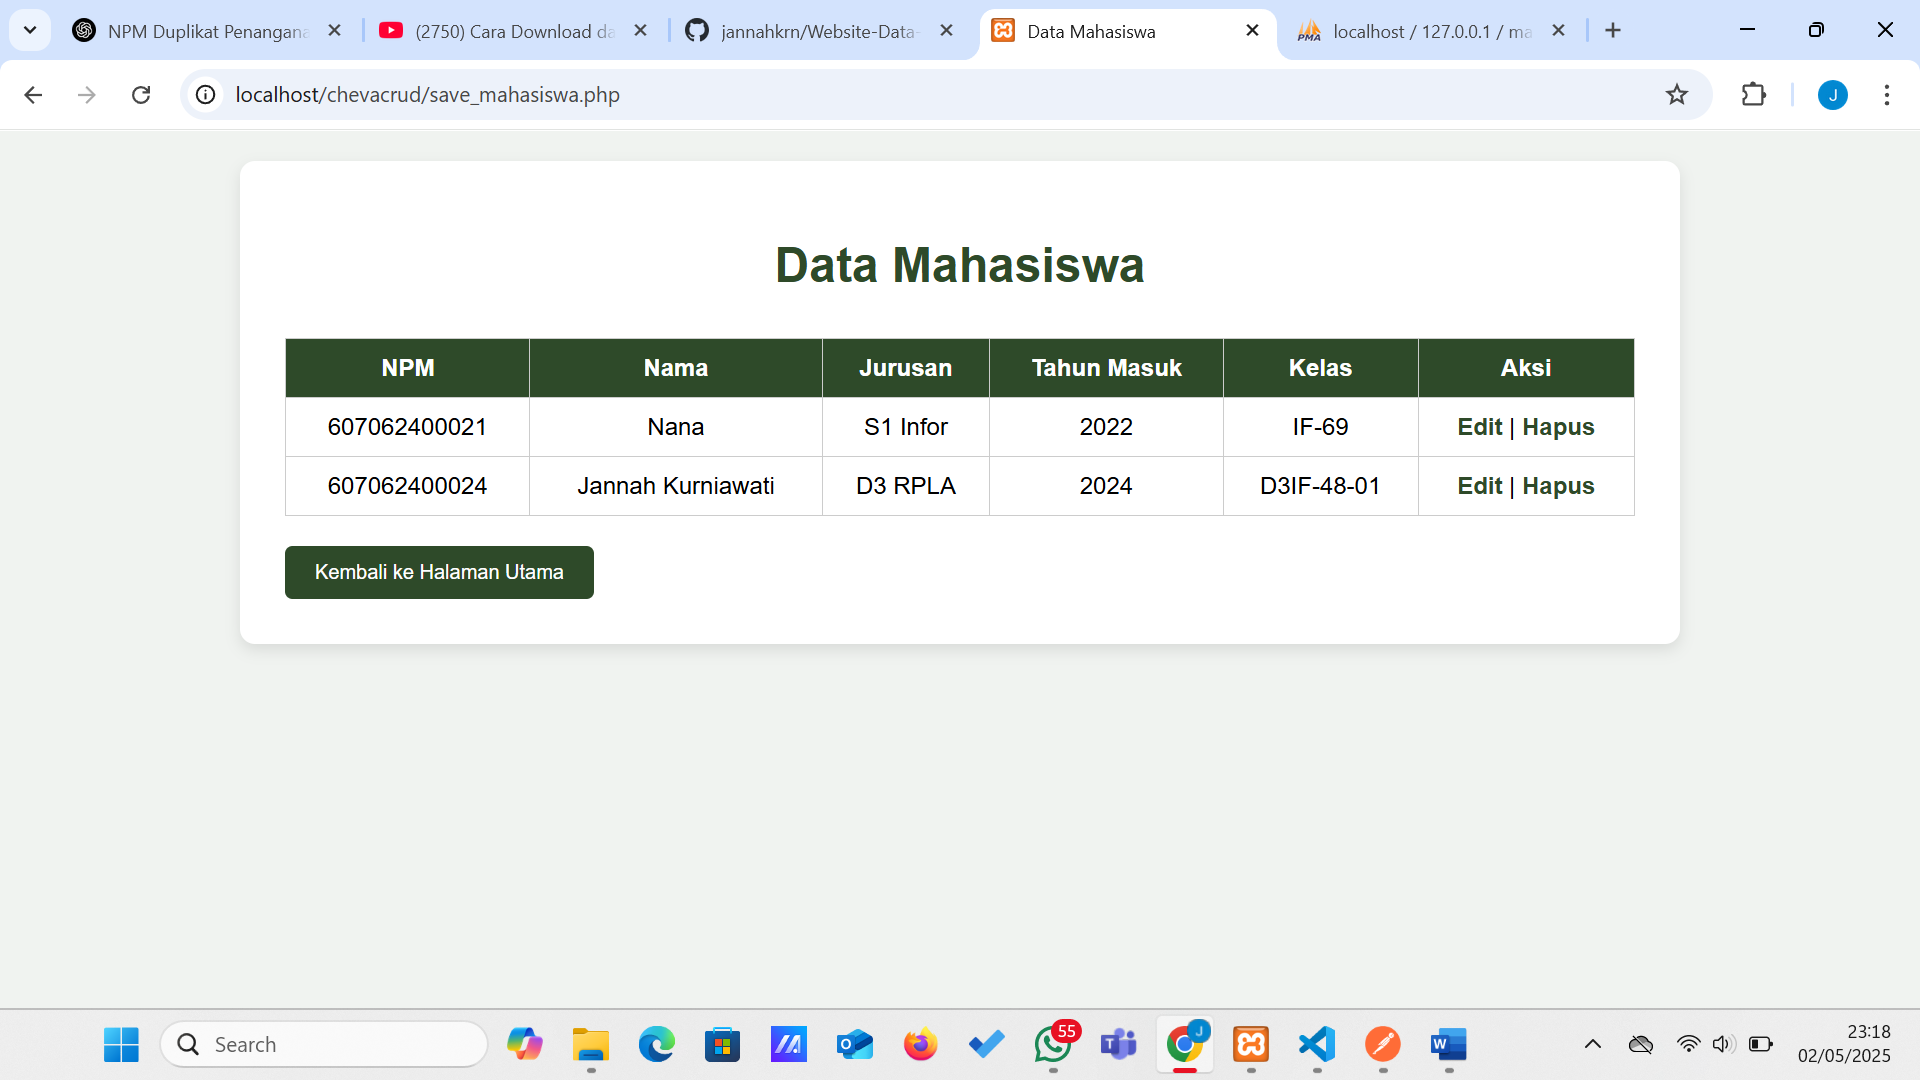 NPM Duplikat Penangana
(2750) Cara Download da
jannahkrn/Website-Data-
Data Mahasiswa
PMA
localhost / 127.0.0.1 / ma
localhost/chevacrud/save_mahasiswa.php
J
Data Mahasiswa
NPM Nama Jurusan Tahun Masuk Kelas Aksi
607062400021 Nana S1 Infor 2022 IF-69 Edit | Hapus
607062400024 Jannah Kurniawati D3 RPLA 2024 D3IF-48-01 Edit | Hapus
Kembali ke Halaman Utama
Search
55
J
23:18
02/05/2025